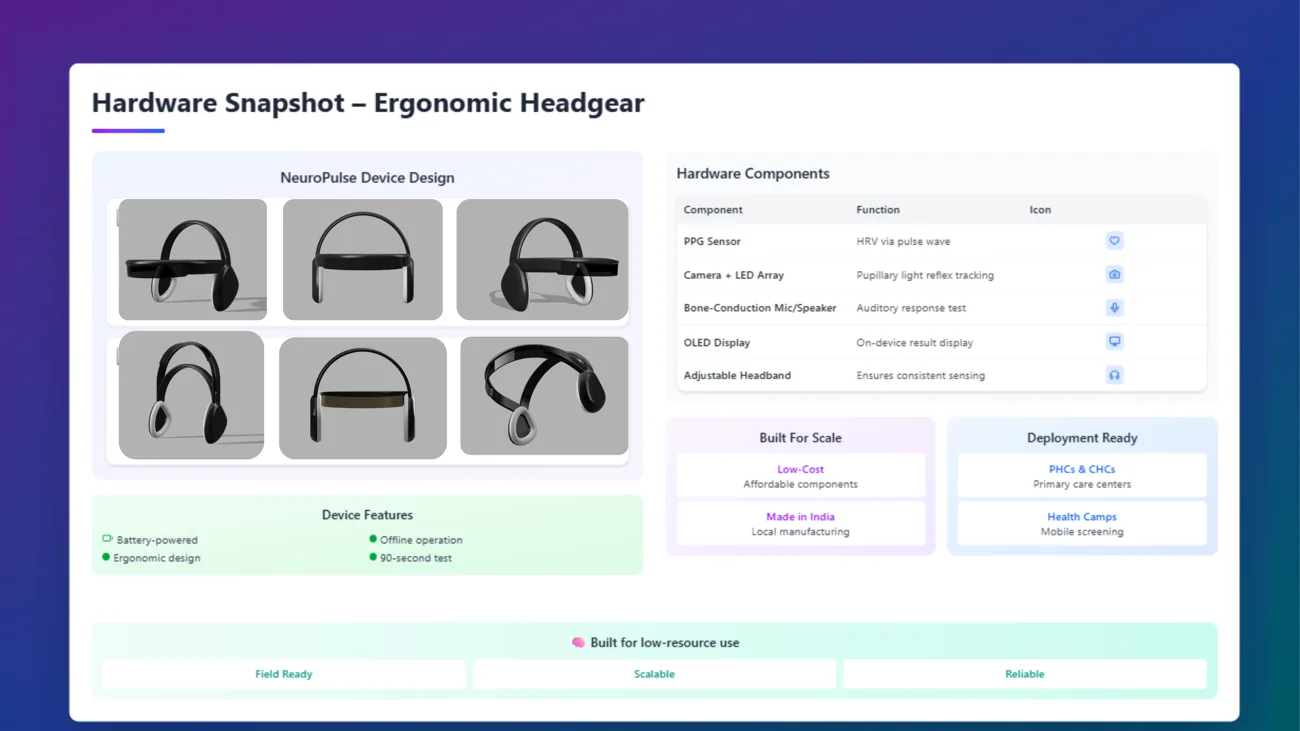 Hardware Snapshot – Ergonomic Headgear
NeuroPulse Device Design
Device Features
Battery-powered
Offline operation
Ergonomic design
90-second test
Hardware Components
Component Function Icon
PPG Sensor HRV via pulse wave
Camera + LED Array Pupillary light reflex tracking
Bone-Conduction Mic/Speaker Auditory response test
OLED Display On-device result display
Adjustable Headband Ensures consistent sensing
Built For Scale
Low-Cost
Affordable components
Made in India
Local manufacturing
Deployment Ready
PHCs & CHCs
Primary care centers
Health Camps
Mobile screening
Built for low-resource use
Field Ready
Scalable
Reliable